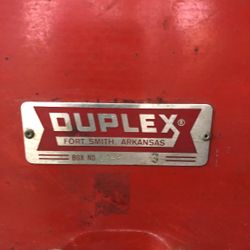 DUPLEX®
FORT SMITH, ARKANSAS
BOX NO.